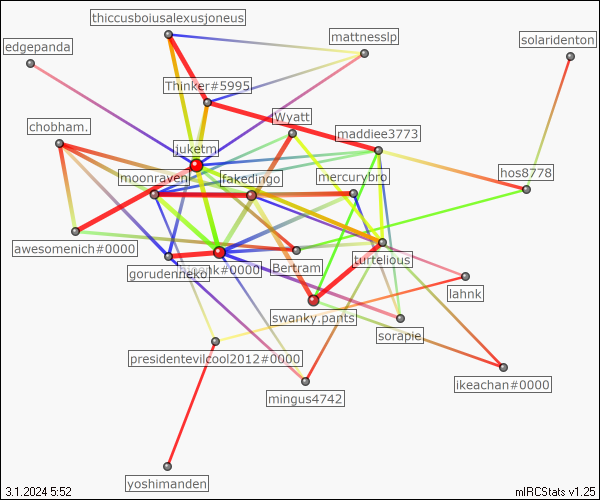 thiccusboiusalexusjoneus
mattnesslp
solaridenton
edgepanda
Thinker#5995
Wyatt
chobham.
maddiee3773
juketm
moonraven
fakedingo
mercurybro
hos8778
awesomenich#0000
gorudenneko
#0000
Bertram
turtelious
lahnk
swanky.pants
sorapie
presidentevilcool2012#0000
ikeachan#0000
mingus4742
yoshimanden
3.1.2024 5:52
mIRCStats v1.25